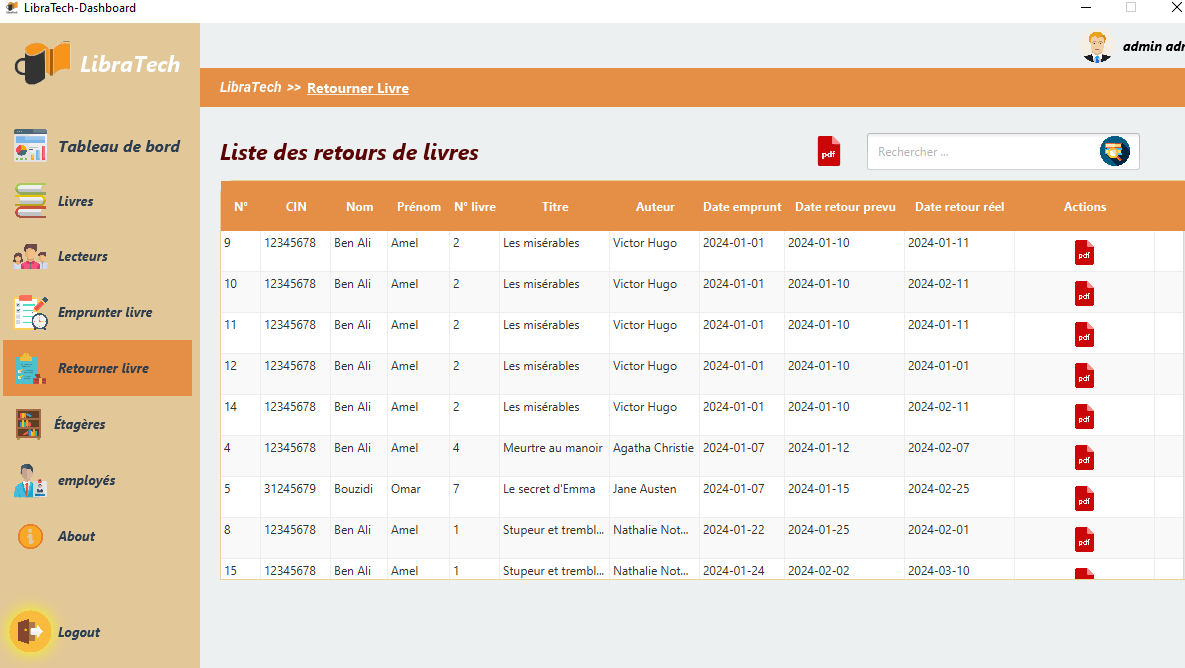 LibraTech-Dashboard
LibraTech
admin adr
LibraTech >> Retourner Livre
Tableau de bord
Livres
Lecteurs
Emprunter livre
Retourner livre
Étagères
employés
About
Logout
Liste des retours de livres
pdf
Rechercher ...
N° CIN Nom Prénom N° livre Titre Auteur Date emprunt Date retour prevu Date retour réel Actions
9 12345678 Ben Ali Amel 2 Les misérables Victor Hugo 2024-01-01 2024-01-10 2024-01-11 pdf
10 12345678 Ben Ali Amel 2 Les misérables Victor Hugo 2024-01-01 2024-01-10 2024-02-11 pdf
11 12345678 Ben Ali Amel 2 Les misérables Victor Hugo 2024-01-01 2024-01-10 2024-01-11 pdf
12 12345678 Ben Ali Amel 2 Les misérables Victor Hugo 2024-01-01 2024-01-10 2024-01-01 pdf
14 12345678 Ben Ali Amel 2 Les misérables Victor Hugo 2024-01-01 2024-01-10 2024-02-11 pdf
4 12345678 Ben Ali Amel 4 Meurtre au manoir Agatha Christie 2024-01-07 2024-01-12 2024-02-07 pdf
5 31245679 Bouzidi Omar 7 Le secret d'Emma Jane Austen 2024-01-07 2024-01-15 2024-02-25 pdf
8 12345678 Ben Ali Amel 1 Stupeur et trembl... Nathalie Not... 2024-01-22 2024-01-25 2024-02-01 pdf
15 12345678 Ben Ali Amel 1 Stupeur et trembl... Nathalie Not... 2024-01-24 2024-02-02 2024-03-10